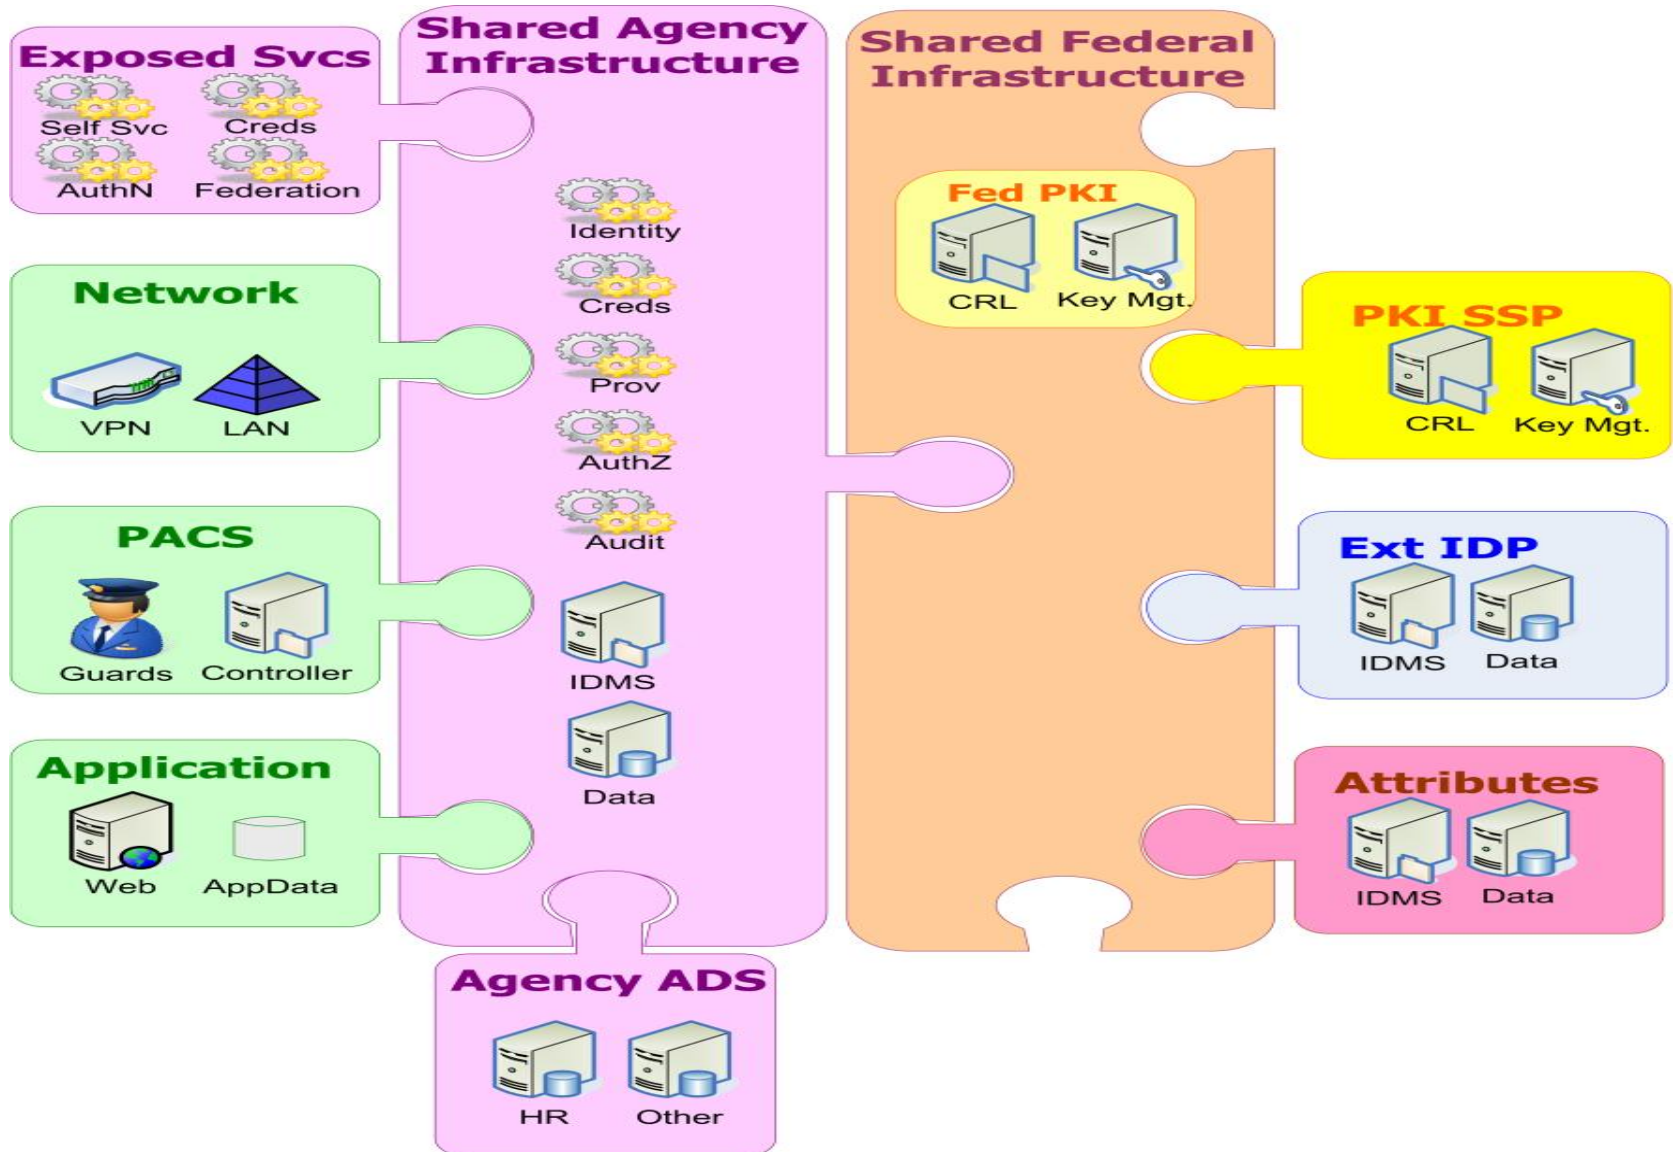 Exposed Svcs
Self Svc
Creds
AuthN
Federation
Network
VPN
LAN
PACS
Guards
Controller
Application
Web
AppData
Shared Agency
Infrastructure
Identity
Creds
Prov
AuthZ
Audit
IDMS
Data
Agency ADS
HR
Other
Shared Federal
Infrastructure
Fed PKI
CRL
Key Mgt.
PKI SSP
CRL
Key Mgt.
Ext IDP
IDMS
Data
Attributes
IDMS
Data